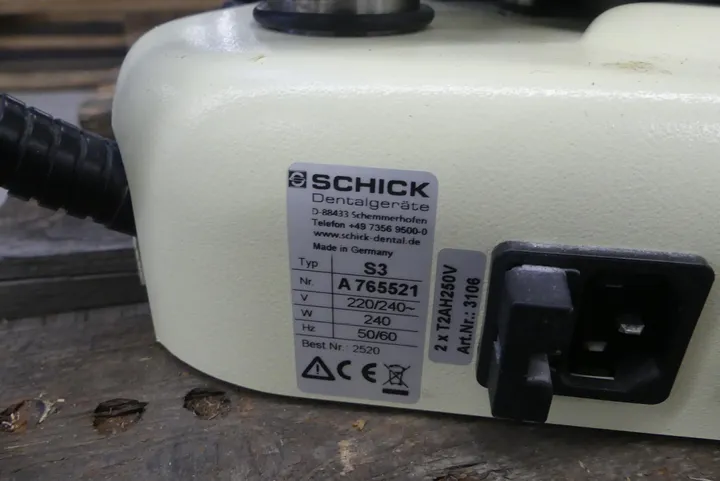 SCHICK
Dentalgeräte
D-88433 Schemmerhofen
Telefon +49 7356 9500-0
www.schick-dental.de
Made in Germany
Typ S3
Nr. A 765521
V 220/240~
W 240
Hz 50/60
Best Nr.: 2520
CE
2 x T2AH250V
Art.Nr.: 3106